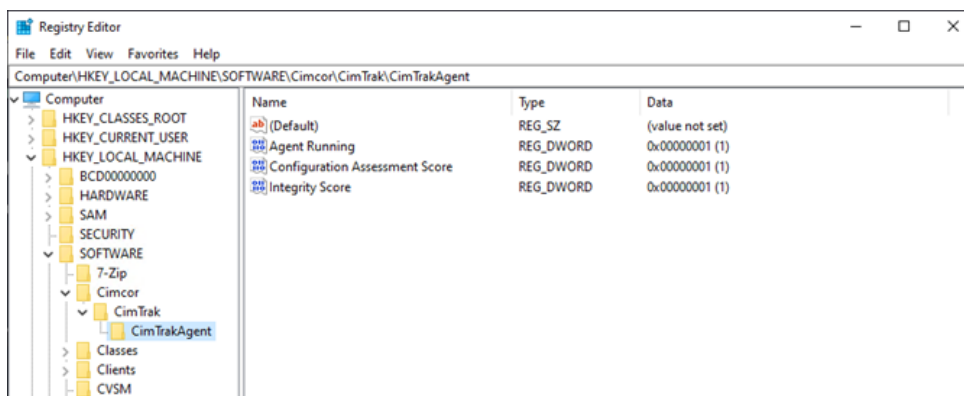 Registry Editor
File Edit View Favorites Help
Computer\HKEY_LOCAL_MACHINE\SOFTWARE\Cimcor\CimTrak\CimTrakAgent
Computer
HKEY_CLASSES_ROOT
HKEY_CURRENT_USER
HKEY_LOCAL_MACHINE
BCD00000000
HARDWARE
SAM
SECURITY
SOFTWARE
7-Zip
Cimcor
CimTrak
CimTrakAgent
Classes
Clients
CVSM
Name Type Data
ab (Default) REG_SZ (value not set)
Agent Running REG_DWORD 0x00000001 (1)
Configuration Assessment Score REG_DWORD 0x00000001 (1)
Integrity Score REG_DWORD 0x00000001 (1)